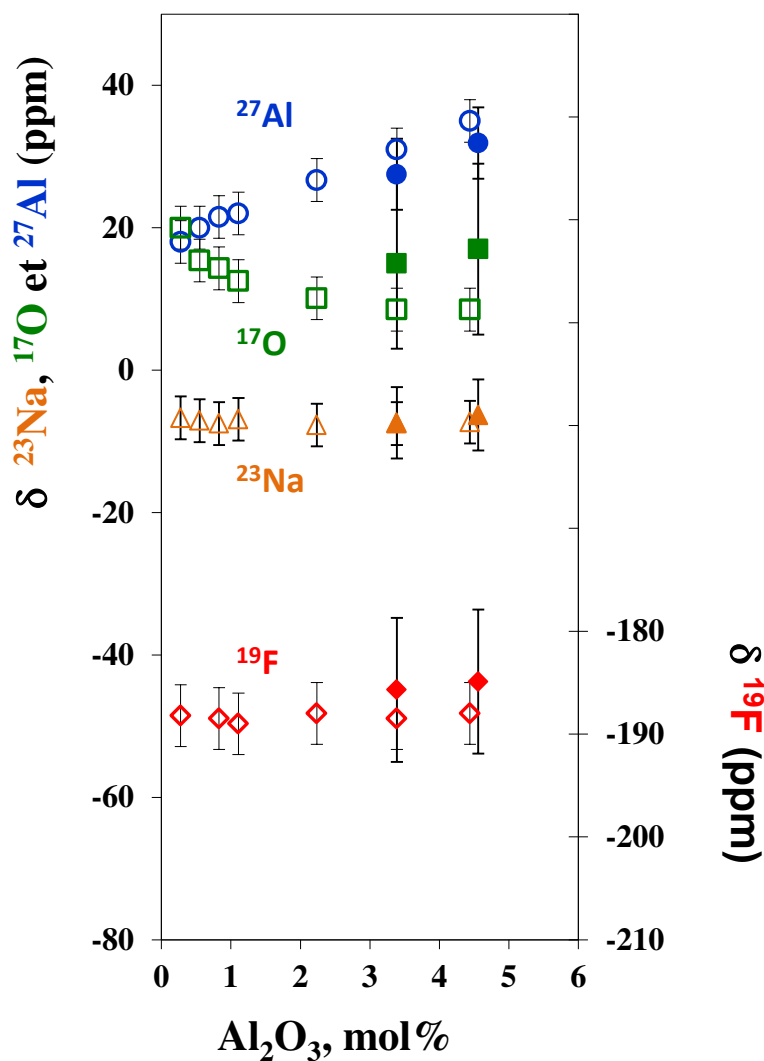 δ ²³Na, ¹⁷O et ²⁷Al (ppm)
40
20
0
-20
-40
-60
-80
²⁷Al
¹⁷O
²³Na
¹⁹F
-180
-190
-200
-210
δ ¹⁹F (ppm)
0 1 2 3 4 5 6
Al₂O₃, mol%